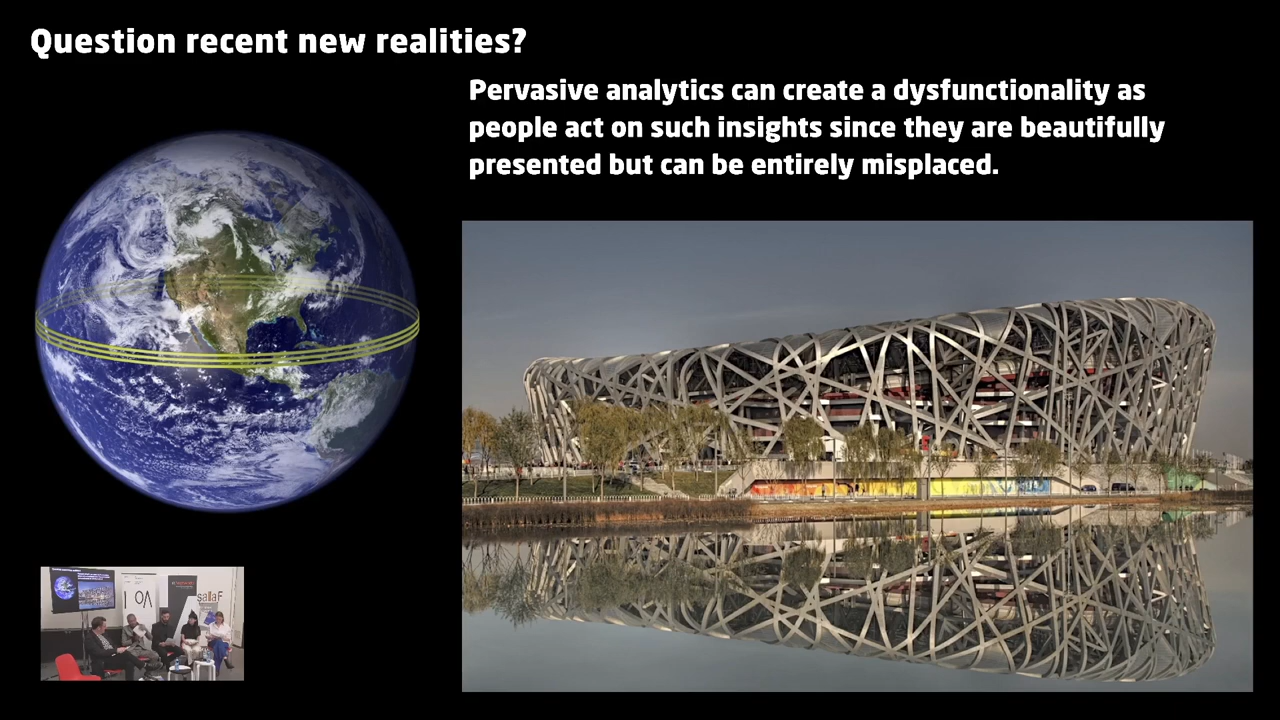 Question recent new realities?
Pervasive analytics can create a dysfunctionality as
people act on such insights since they are beautifully
presented but can be entirely misplaced.